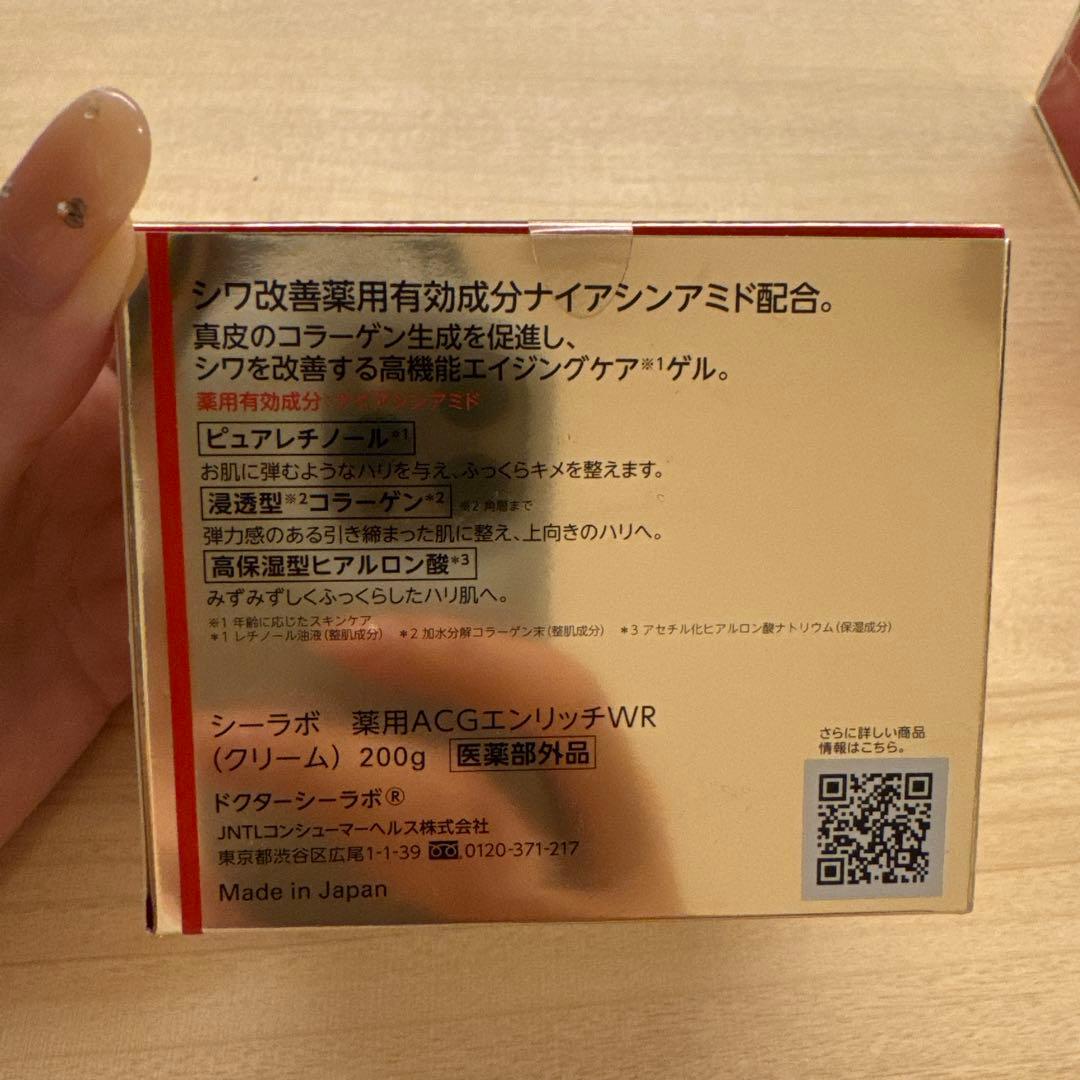 シワ改善薬用有効成分ナイアシンアミド配合。
真皮のコラーゲン生成を促進し、
シワを改善する高機能エイジングケア※1ゲル。
薬用有効成分:ナイアシンアミド
ピュアレチノール*1
お肌に弾むようなハリを与え、ふっくらキメを整えます。
浸透型※2コラーゲン*2 ※2 角層まで
弾力感のある引き締まった肌に整え、上向きのハリへ。
高保湿型ヒアルロン酸*3
みずみずしくふっくらしたハリ肌へ。
※1 年齢に応じたスキンケア
*1 レチノール油液(整肌成分) *2 加水分解コラーゲン末(整肌成分) *3 アセチル化ヒアルロン酸ナトリウム(保湿成分)
シーラボ 薬用ACGエンリッチWR
(クリーム) 200g 医薬部外品
ドクターシーラボ®
JNTLコンシューマーヘルス株式会社
東京都渋谷区広尾1-1-39 0120-371-217
Made in Japan
さらに詳しい商品
情報はこちら。